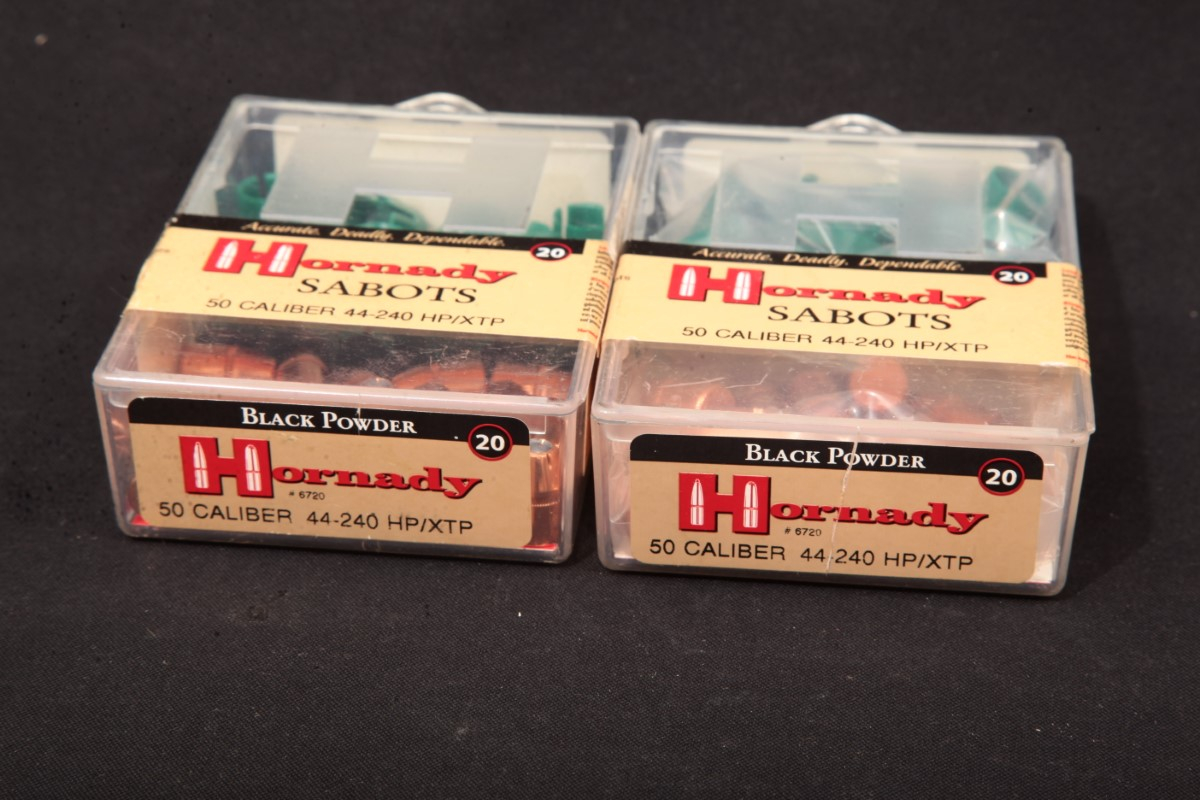 Accurate. Deadly. Dependable.
Hornady
20
SABOTS
50 CALIBER 44-240 HP/XTP
BLACK POWDER
20
Hornady
# 6720
50 CALIBER 44-240 HP/XTP
Accurate. Deadly. Dependable.
Hornady
20
SABOTS
50 CALIBER 44-240 HP/XTP
BLACK POWDER
20
Hornady
# 6720
50 CALIBER 44-240 HP/XTP